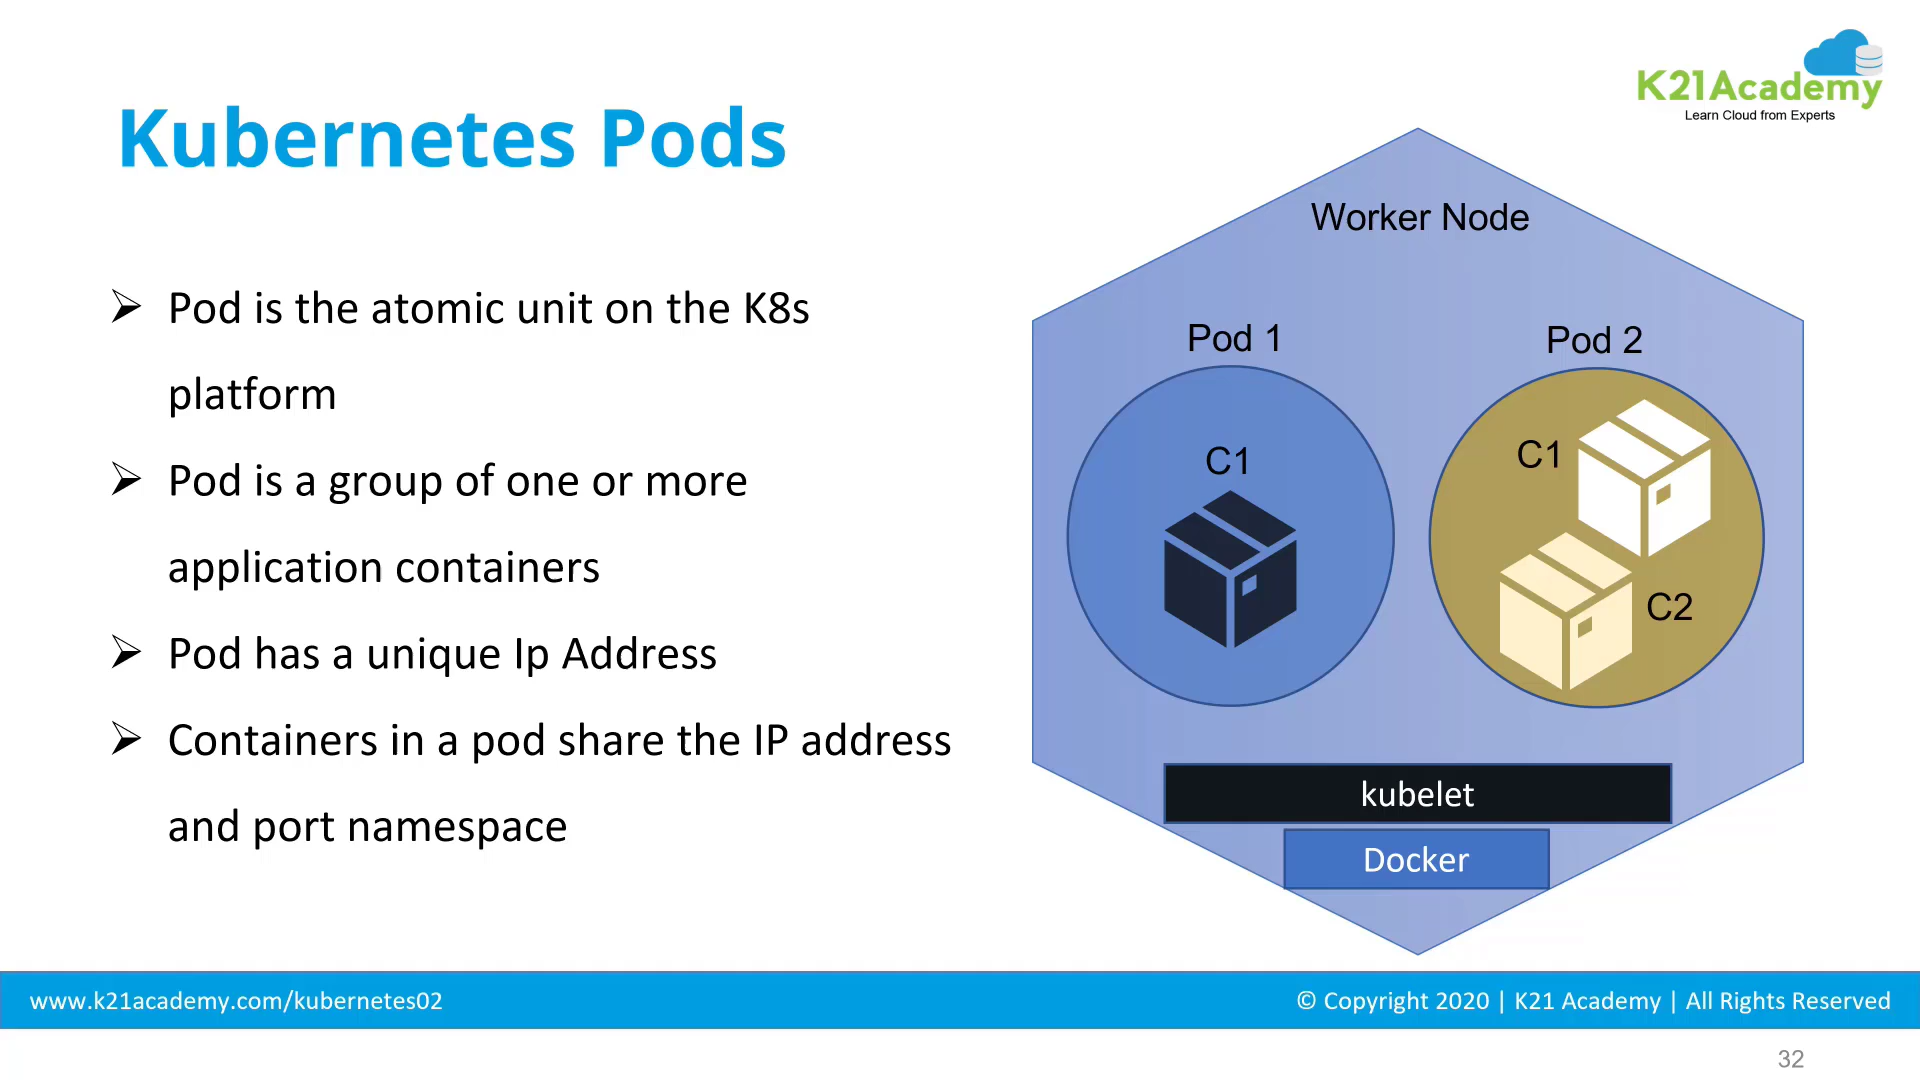 K21Academy
Learn Cloud from Experts
Kubernetes Pods
➢ Pod is the atomic unit on the K8s
platform
➢ Pod is a group of one or more
application containers
➢ Pod has a unique Ip Address
➢ Containers in a pod share the IP address
and port namespace
Worker Node
Pod 1
Pod 2
C1
C1
C2
kubelet
Docker
www.k21academy.com/kubernetes02
© Copyright 2020 | K21 Academy | All Rights Reserved
32